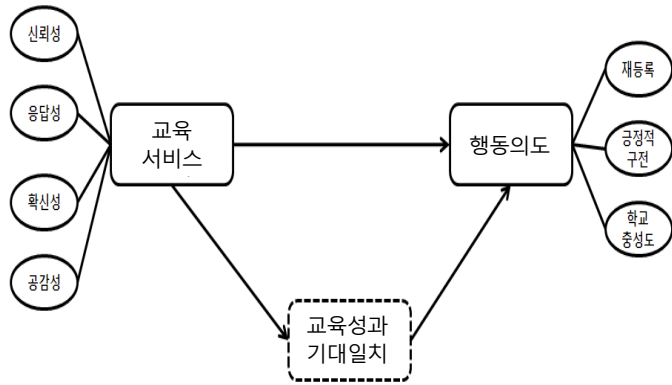 신뢰성
응답성
확신성
공감성
교육
서비스
행동의도
교육성과
기대일치
재등록
긍정적
구전
학교
충성도